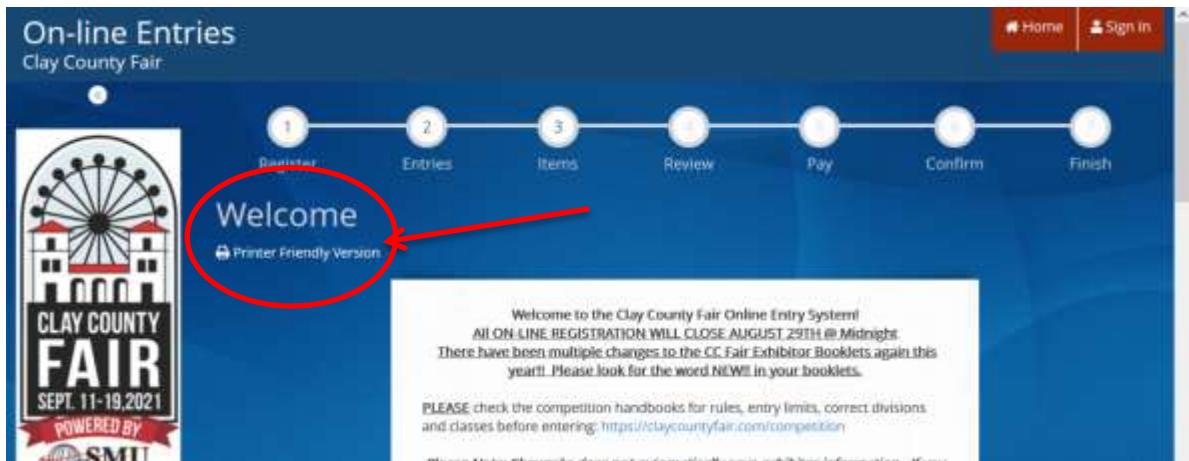 On-line Entries
Clay County Fair
Home
Sign In
1
2
3
Register
Entries
Items
Review
Pay
Confirm
Finish
Welcome
Printer Friendly Version
CLAY COUNTY
FAIR
SEPT. 11-19,2021
POWERED BY
SMU
Welcome to the Clay County Fair Online Entry System!
All ON-LINE REGISTRATION WILL CLOSE AUGUST 29TH @ Midnight
There have been multiple changes to the CC Fair Exhibitor Booklets again this
year!! Please look for the word NEW!! in your booklets.
PLEASE check the competition handbooks for rules, entry limits, correct divisions
and classes before entering: https://claycountyfair.com/competition